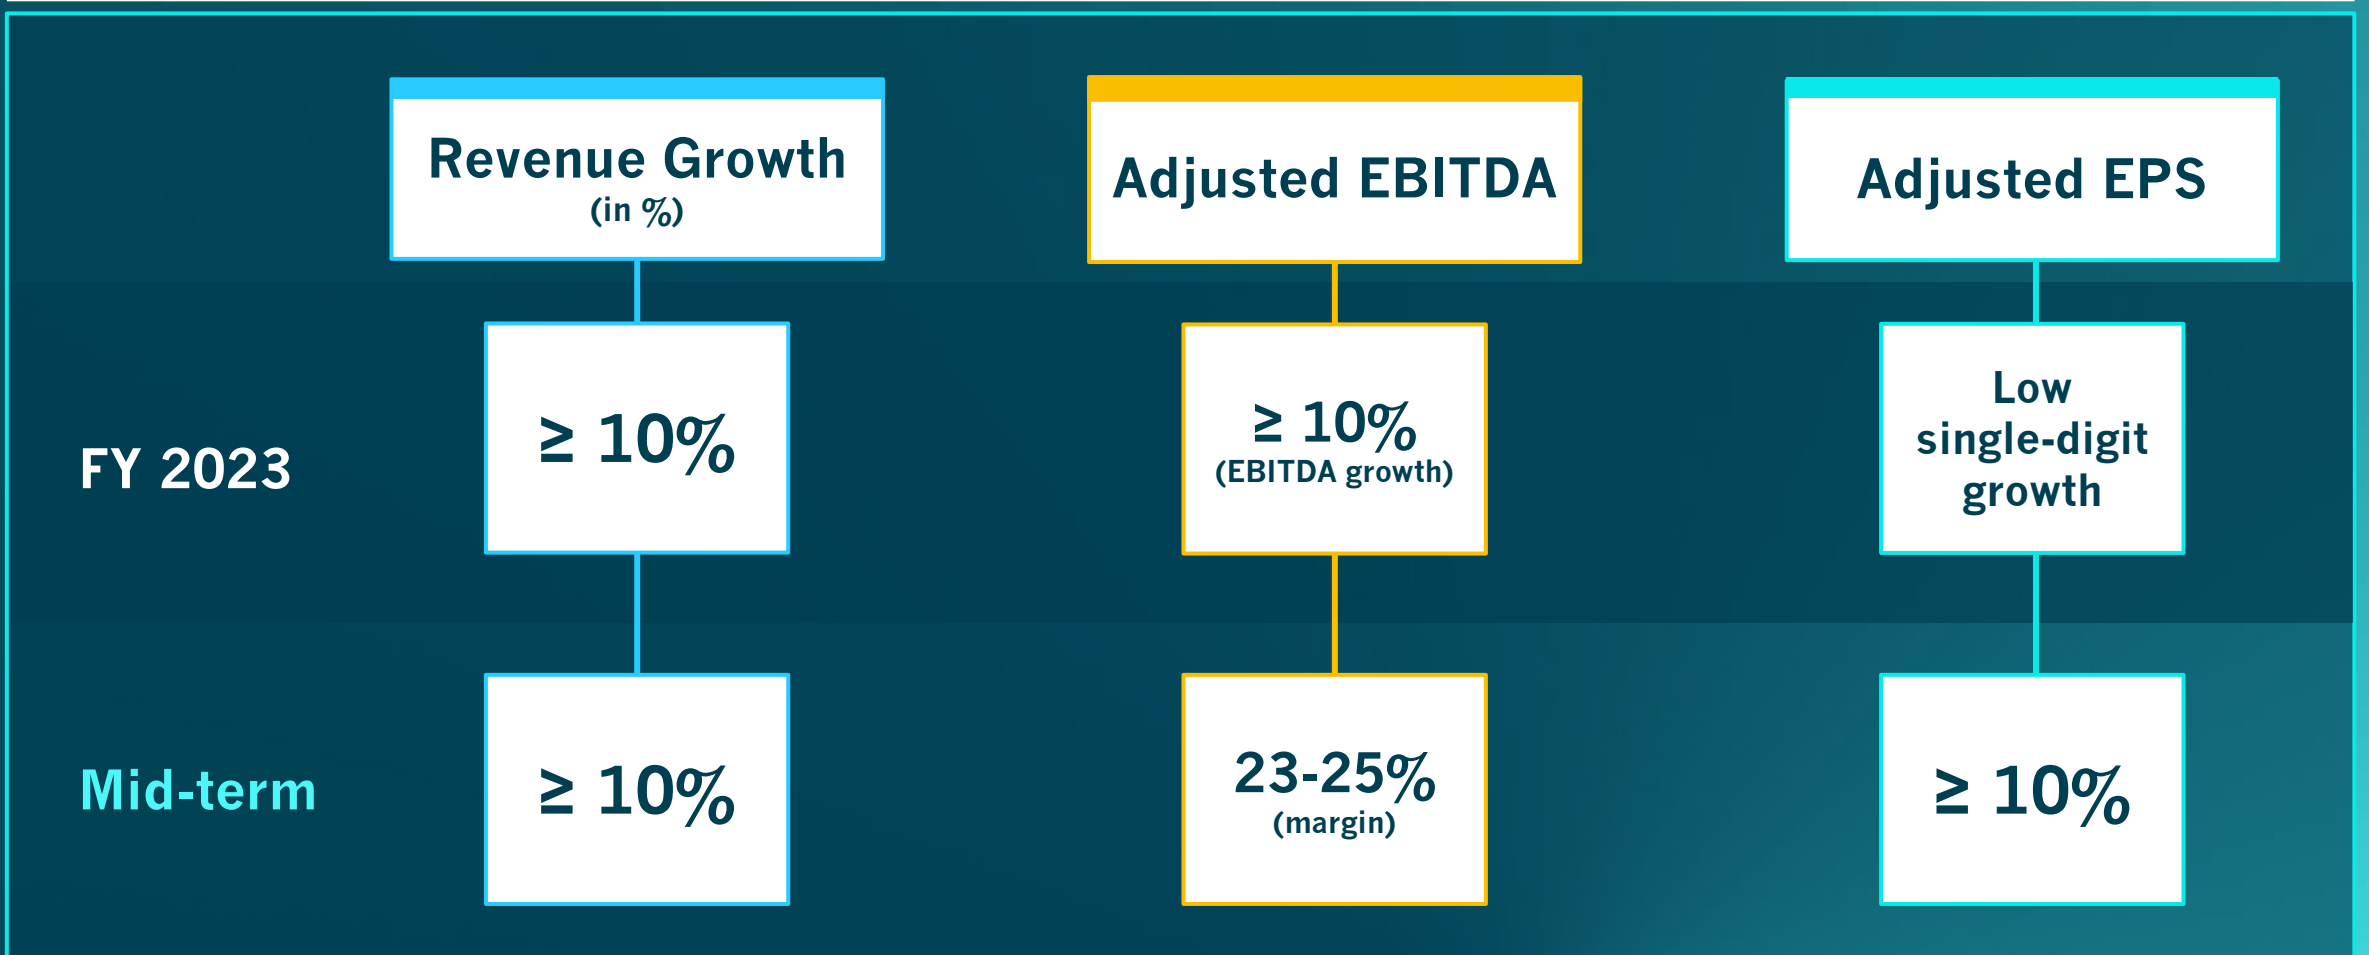 Revenue Growth
(in %)
Adjusted EBITDA
Adjusted EPS
FY 2023
≥ 10%
≥ 10%
(EBITDA growth)
Low
single-digit
growth
Mid-term
≥ 10%
23-25%
(margin)
≥ 10%